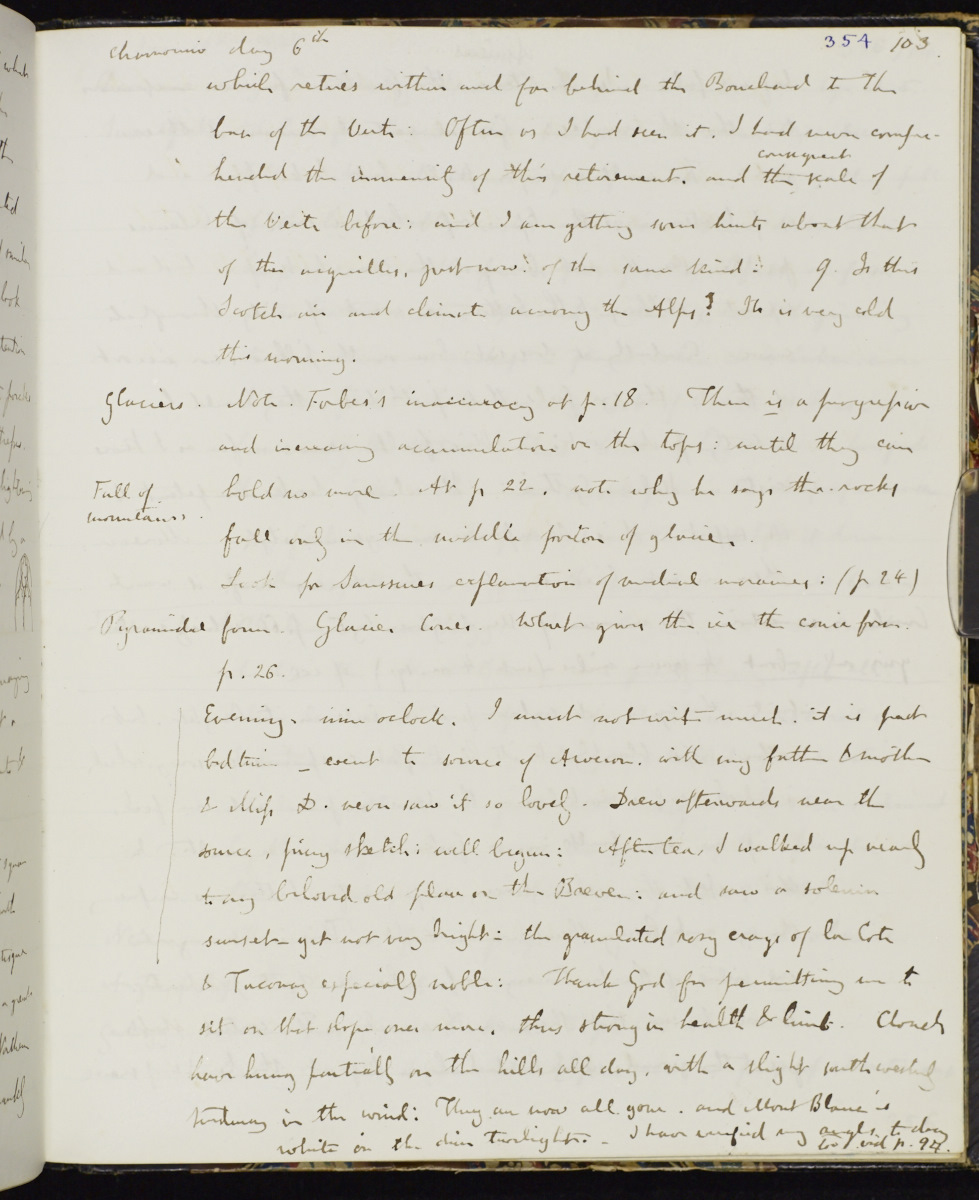 Chamonix day 6th 354 103
which retires within and far behind the Bouchard to the
base of the Verte: Often as I had seen it, I had never compre-
consequent
hended the immensity of this retirement. and the scale of
the Verte before: and I am getting some hints about that
of the aiguilles, just now: of the same kind: Q. Is this
Scotch air and climate among the Alps? It is very cold
this morning.
Glaciers. Note. Forbes's inaccuracy at p. 18. There is a progressive
and increasing accumulation on the tops: until they can
Fall of
mountains.
hold no more. At p 22. note why he says the rocks
fall only in the middle portion of glacier.
Look for Saussures explanation of medial moraines: (p 24)
Pyramidal form Glacier Cones. What gives the ice the conic form.
p. 26.
Evening. nine oclock. I must not write much. it is past
bedtime _ went to source of Arveron. with my father & mother
& Miss D. never saw it so lovely. Drew afterwards near the
source, sketch: well begun: After tea, I walked up nearly
to my beloved old place on the Breven: and saw a solemn
sunset - yet not very bright - the granulated rosy crags of la Cote
& Taconay especially noble: Thank God for permitting me to
sit on that slope once more, thus strong in health & limb. Clouds
have hung partially on the hills all day, with a slight south westerly
tendency in the wind: They are now all gone. and Mont Blanc is
white in the dim twilight. - I have my angles to day
vid p. 94.